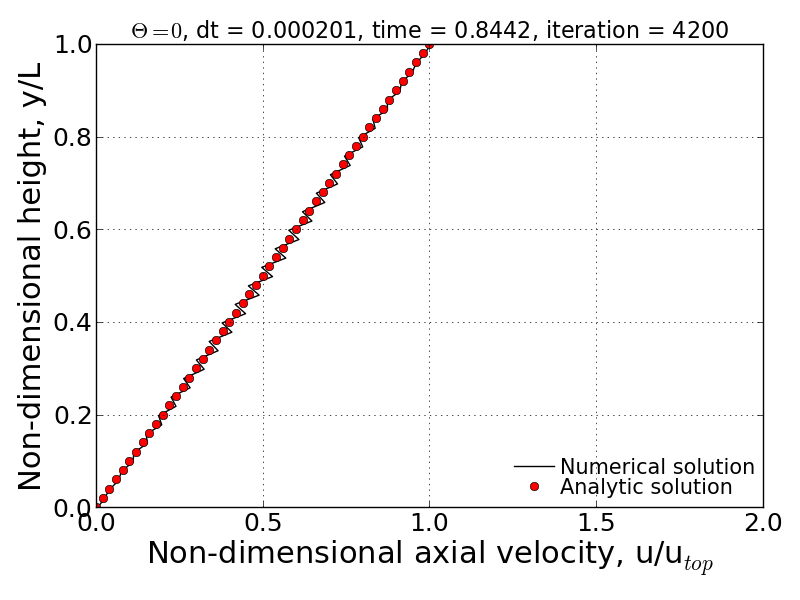 Θ=0, dt = 0.000201, time = 0.8442, iteration = 4200
Non-dimensional height, y/L
1.0
0.8
0.6
0.4
0.2
0.0
Numerical solution
Analytic solution
0.0 0.5 1.0 1.5 2.0
Non-dimensional axial velocity, u/u_top